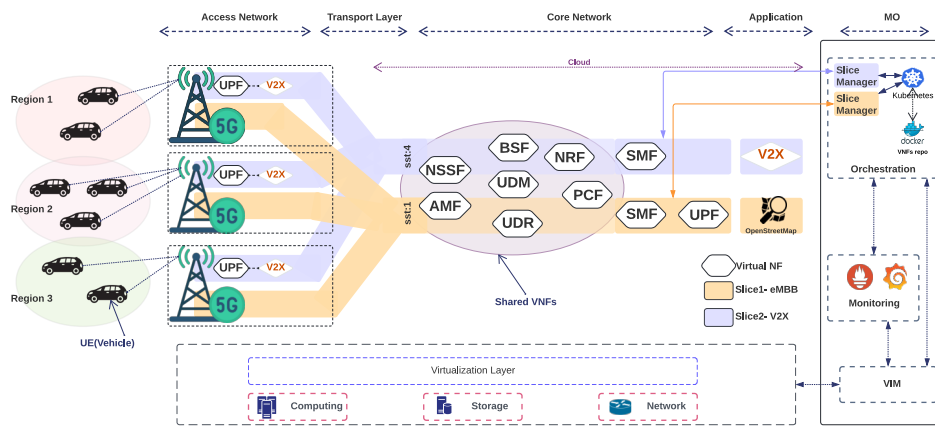 Access Network
Transport Layer
Core Network
Application
MO
Cloud
Region 1
Region 2
Region 3
UE(Vehicle)
UPF
V2X
5G
UPF
V2X
5G
UPF
V2X
5G
sst:4
sst:1
NSSF
BSF
NRF
UDM
AMF
PCF
UDR
SMF
SMF
UPF
V2X
OpenStreetMap
Shared VNFs
Virtual NF
Slice1- eMBB
Slice2- V2X
Slice
Manager
Slice
Manager
Kubernetes
docker
VNFs repo
Orchestration
Monitoring
VIM
Virtualization Layer
Computing
Storage
Network